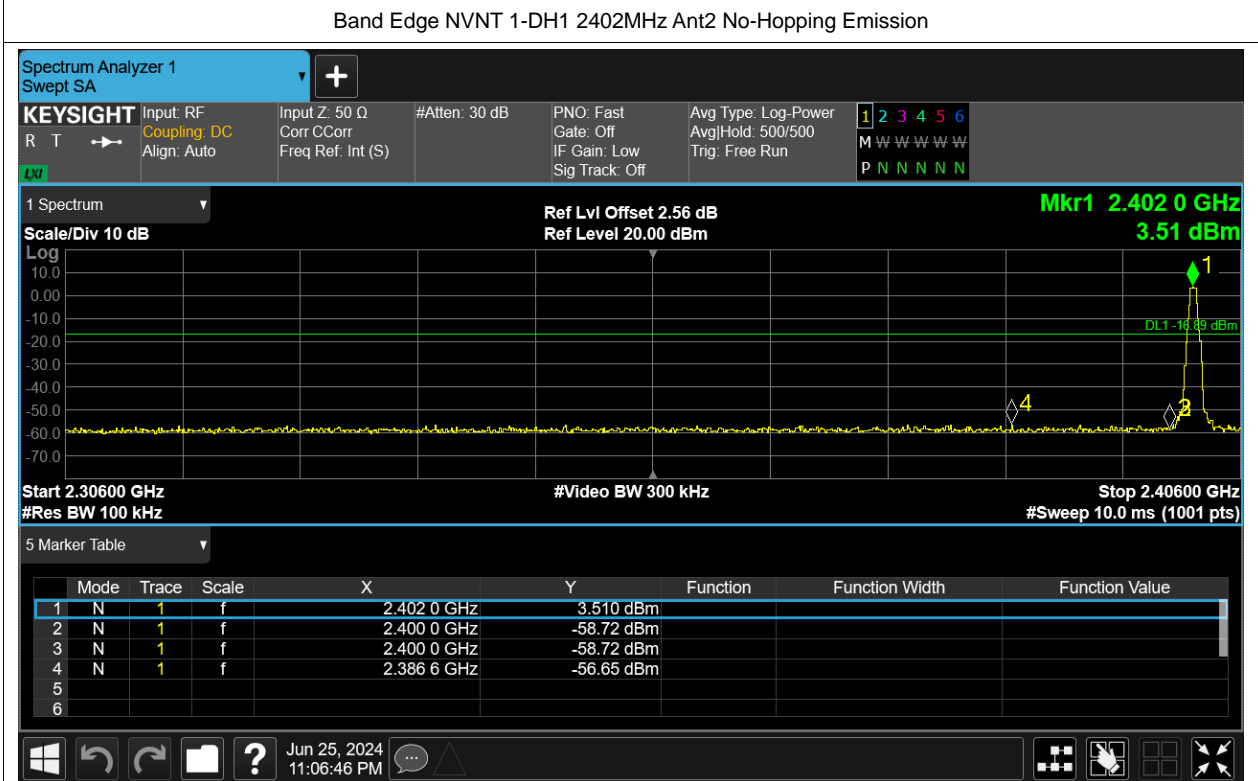 Band Edge NVNT 1-DH1 2402MHz Ant2 No-Hopping Emission
Spectrum Analyzer 1
Swept SA
KEYSIGHT
R T
LXI
Input: RF
Coupling: DC
Align: Auto
Input Z: 50 Ω
Corr CCorr
Freq Ref: Int (S)
#Atten: 30 dB
PNO: Fast
Gate: Off
IF Gain: Low
Sig Track: Off
Avg Type: Log-Power
Avg|Hold: 500/500
Trig: Free Run
1 2 3 4 5 6
M W W W W W
P N N N N N
1 Spectrum
Scale/Div 10 dB
Ref Lvl Offset 2.56 dB
Ref Level 20.00 dBm
Mkr1 2.402 0 GHz
3.51 dBm
Log
10.0
0.00
-10.0
-20.0
-30.0
-40.0
-50.0
-60.0
-70.0
1
DL1 -16.89 dBm
4
Start 2.30600 GHz
#Res BW 100 kHz
#Video BW 300 kHz
Stop 2.40600 GHz
#Sweep 10.0 ms (1001 pts)
5 Marker Table
Mode Trace Scale X Y Function Function Width Function Value
1 N 1 f 2.402 0 GHz 3.510 dBm
2 N 1 f 2.400 0 GHz -58.72 dBm
3 N 1 f 2.400 0 GHz -58.72 dBm
4 N 1 f 2.386 6 GHz -56.65 dBm
5
6
?
Jun 25, 2024
11:06:46 PM